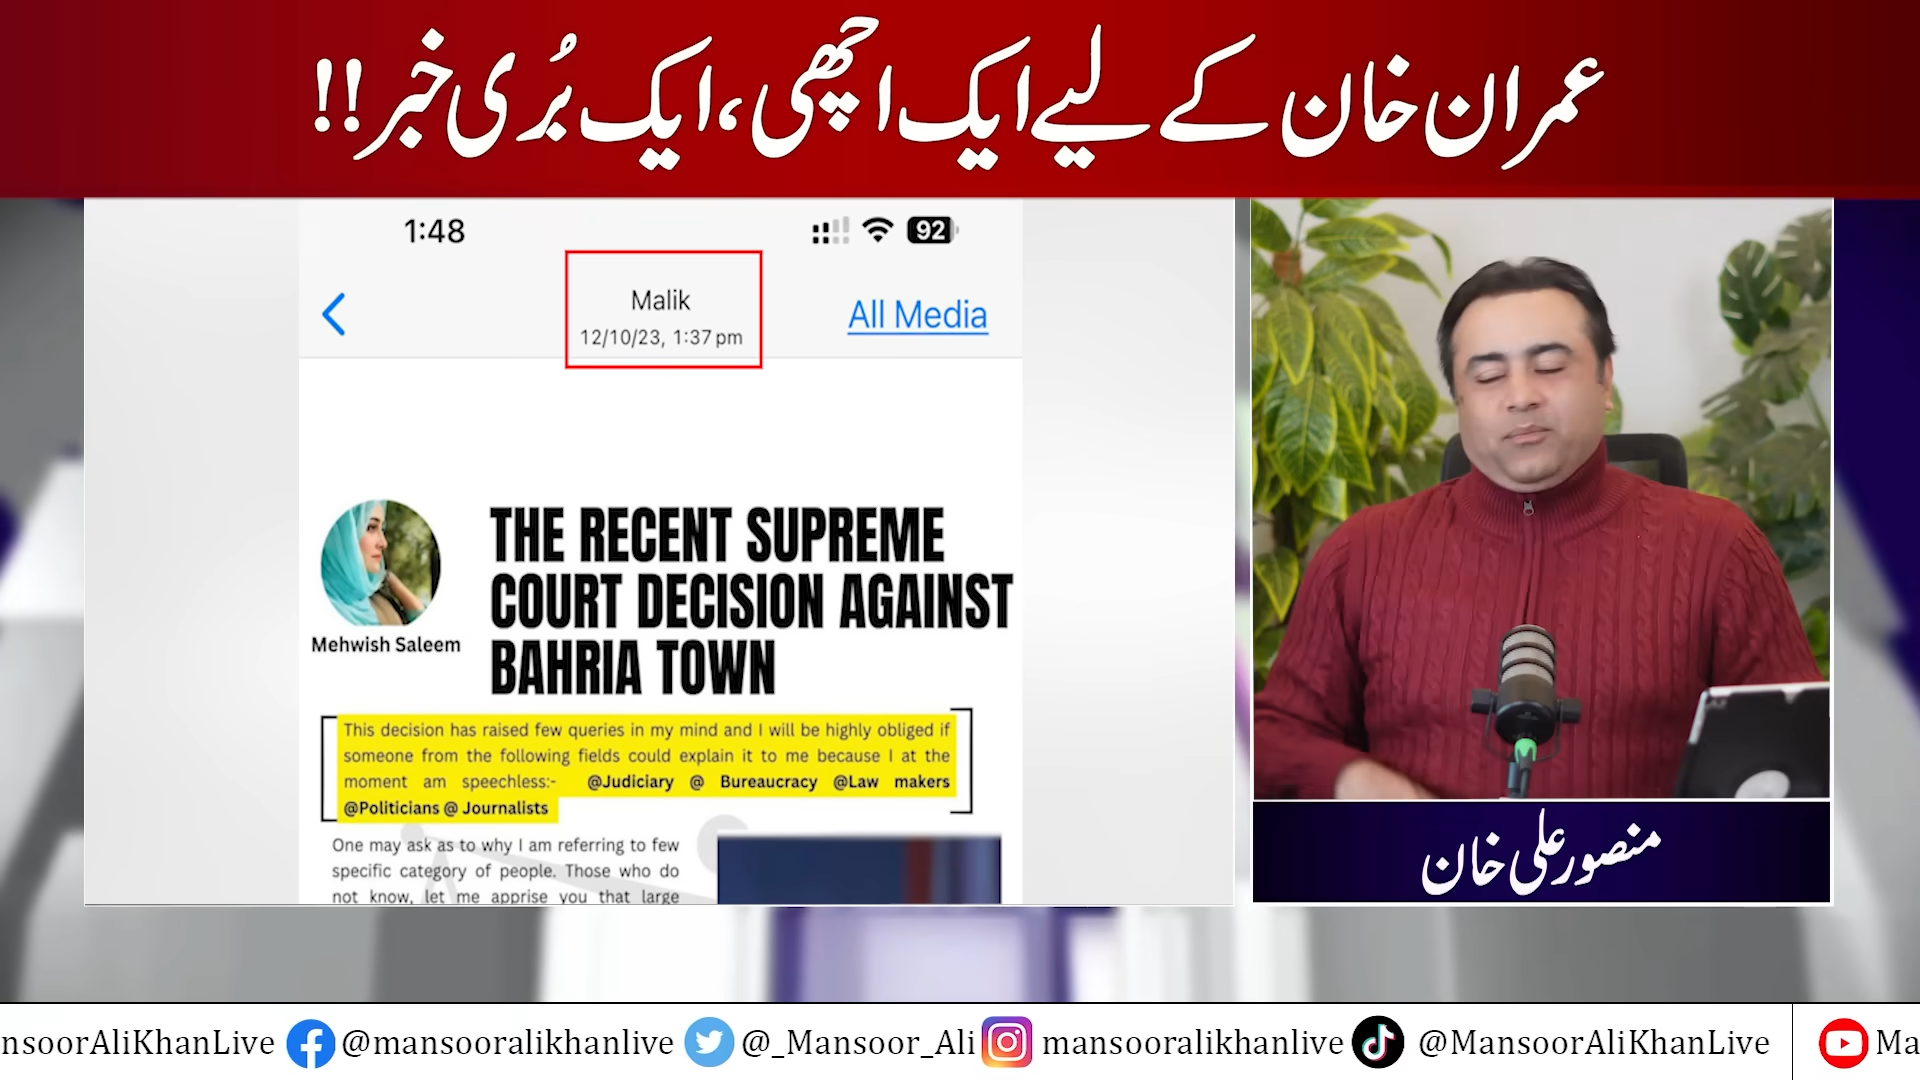 عمران خان کے لیے ایک اچھی، ایک بُری خبر!!
1:48
92
Malik
12/10/23, 1:37 pm
All Media
Mehwish Saleem
THE RECENT SUPREME
COURT DECISION AGAINST
BAHRIA TOWN
This decision has raised few queries in my mind and I will be highly obliged if
someone from the following fields could explain it to me because I at the
moment am speechless:- @Judiciary @ Bureaucracy @Law makers
@Politicians @ Journalists
One may ask as to why I am referring to few
specific category of people. Those who do
not know, let me apprise you that large
منصور علی خان
nsoorAliKhanLive @mansooralikhanlive @_Mansoor_Ali mansooralikhanlive @MansoorAliKhanLive Ma